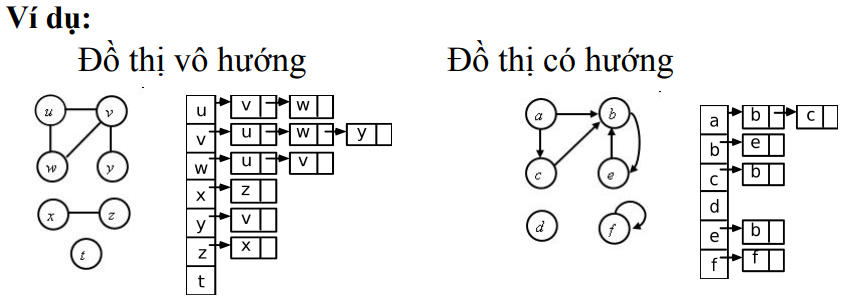 Ví dụ:
Đồ thị vô hướng
u v
w y
x z
t
u v w
v u w y
w u v
x z
y v
z x
t
Đồ thị có hướng
a b
c e
d f
a b c
b e
c b
d
e b
f f